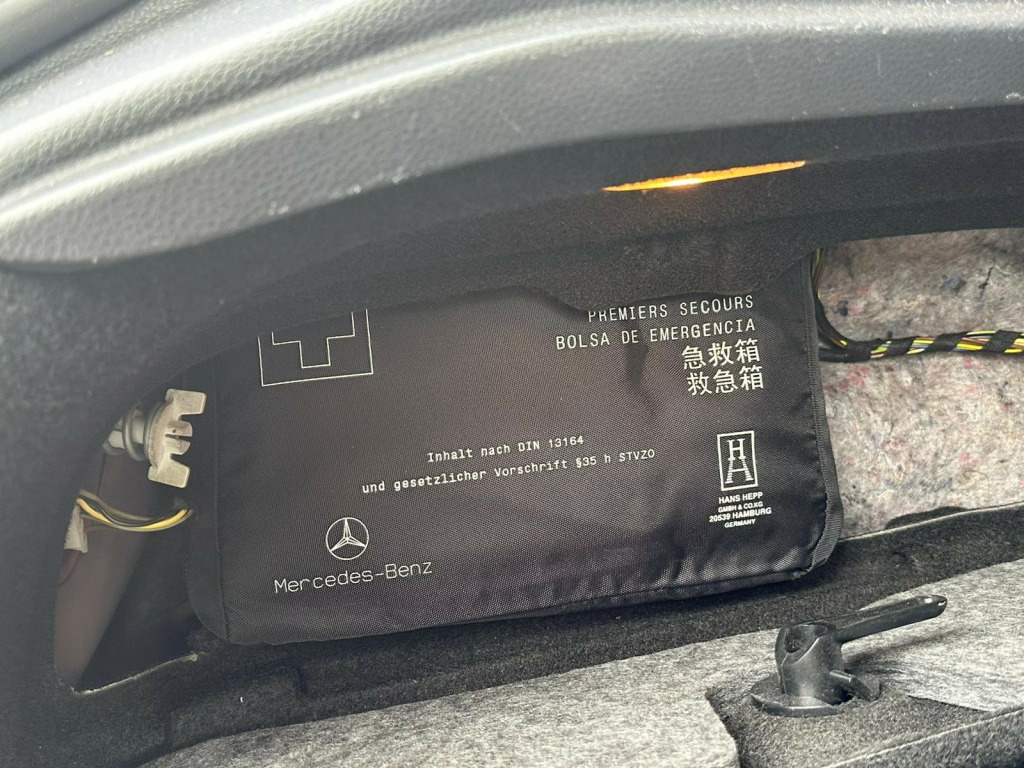 PREMIERS SECOURS
BOLSA DE EMERGENCIA
急救箱
救急箱
Inhalt nach DIN 13164
und gesetzlicher Vorschrift §35 h STVZO
HA
HANS HEPP
GMBH & CO.KG
20539 HAMBURG
GERMANY
Mercedes-Benz